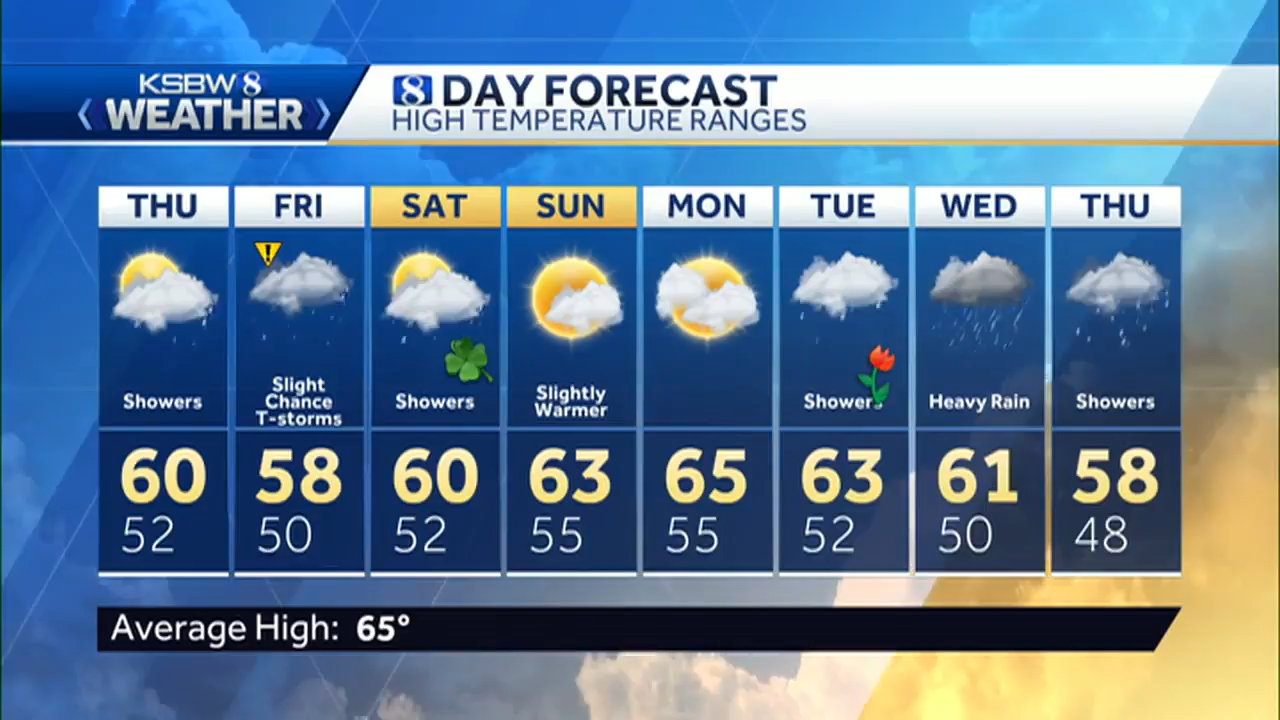 KSBW 8
WEATHER
8 DAY FORECAST
HIGH TEMPERATURE RANGES
THU
FRI
SAT
SUN
MON
TUE
WED
THU
!
Showers
Slight
Chance
T-storms
Showers
Slightly
Warmer
Showers
Heavy Rain
Showers
60
58
60
63
65
63
61
58
52
50
52
55
55
52
50
48
Average High: 65°